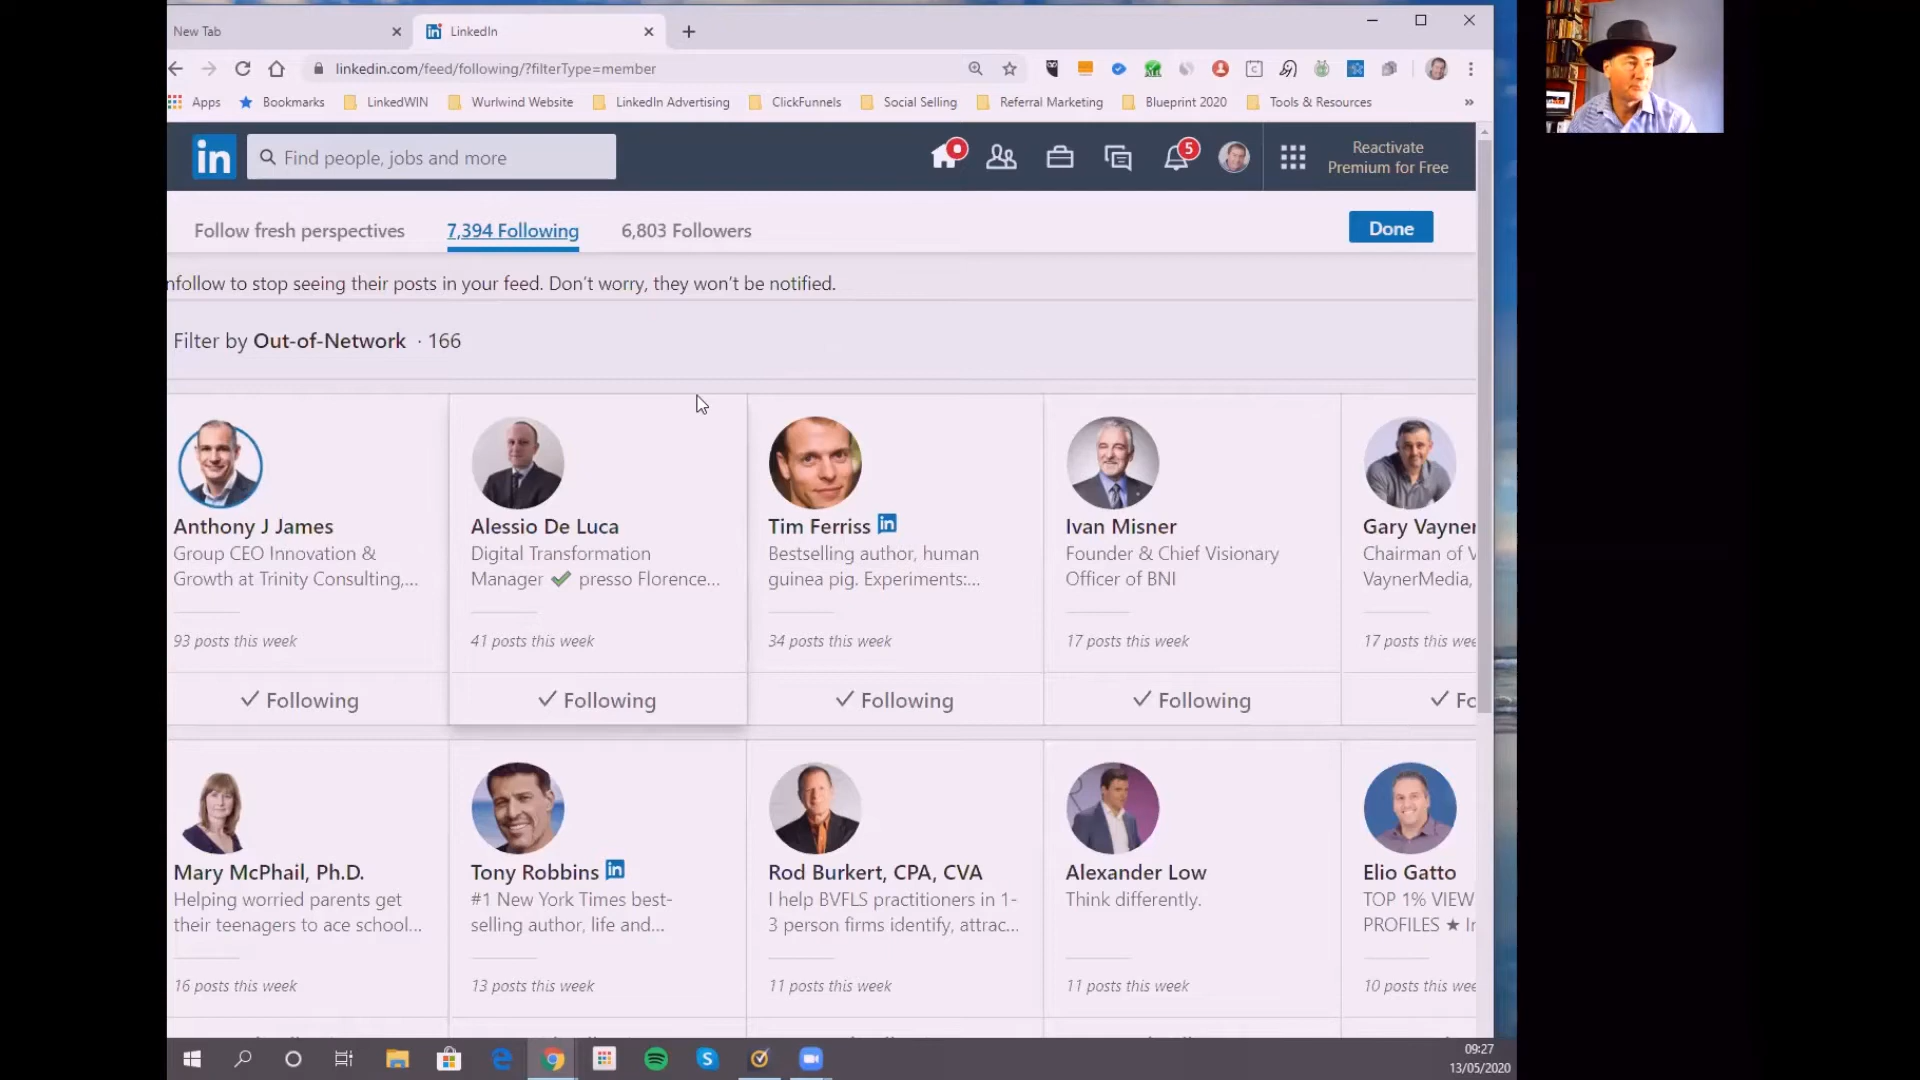 New Tab
LinkedIn
linkedin.com/feed/following/?filterType=member
Apps
Bookmarks
LinkedWIN
Wurlwind Website
LinkedIn Advertising
ClickFunnels
Social Selling
Referral Marketing
Blueprint 2020
Tools & Resources
in
Find people, jobs and more
5
Reactivate
Premium for Free
Follow fresh perspectives
7,394 Following
6,803 Followers
Done
nfollow to stop seeing their posts in your feed. Don't worry, they won't be notified.
Filter by Out-of-Network · 166
Anthony J James
Group CEO Innovation &
Growth at Trinity Consulting,...
93 posts this week
Following
Alessio De Luca
Digital Transformation
Manager ✔ presso Florence...
41 posts this week
Following
Tim Ferriss in
Bestselling author, human
guinea pig. Experiments:...
34 posts this week
Following
Ivan Misner
Founder & Chief Visionary
Officer of BNI
17 posts this week
Following
Gary Vayner
Chairman of V
VaynerMedia,
17 posts this wee
Fc
Mary McPhail, Ph.D.
Helping worried parents get
their teenagers to ace school...
16 posts this week
Tony Robbins in
#1 New York Times best-
selling author, life and...
13 posts this week
Rod Burkert, CPA, CVA
I help BVFLS practitioners in 1-
3 person firms identify, attrac...
11 posts this week
Alexander Low
Think differently.
11 posts this week
Elio Gatto
TOP 1% VIEW
PROFILES ★ Ir
10 posts this wee
09:27
13/05/2020